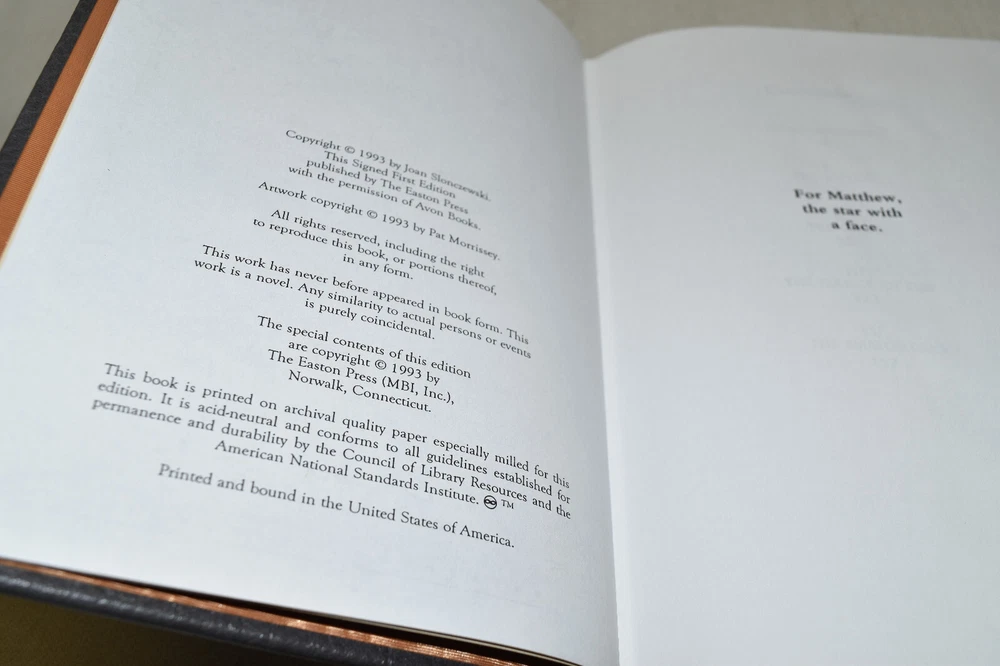 Copyright © 1993 by Joan Slonczewski.
This Signed First Edition
published by The Easton Press
with the permission of Avon Books.
Artwork copyright © 1993 by Pat Morrissey.
All rights reserved, including the right
to reproduce this book, or portions thereof,
in any form.
This work has never before appeared in book form. This
work is a novel. Any similarity to actual persons or events
is purely coincidental.
The special contents of this edition
are copyright © 1993 by
The Easton Press (MBI, Inc.),
Norwalk, Connecticut.
This book is printed on archival quality paper especially milled for this
edition. It is acid-neutral and conforms to all guidelines established for
permanence and durability by the Council of Library Resources and the
American National Standards Institute. ♾ TM
Printed and bound in the United States of America.
For Matthew,
the star with
a face.